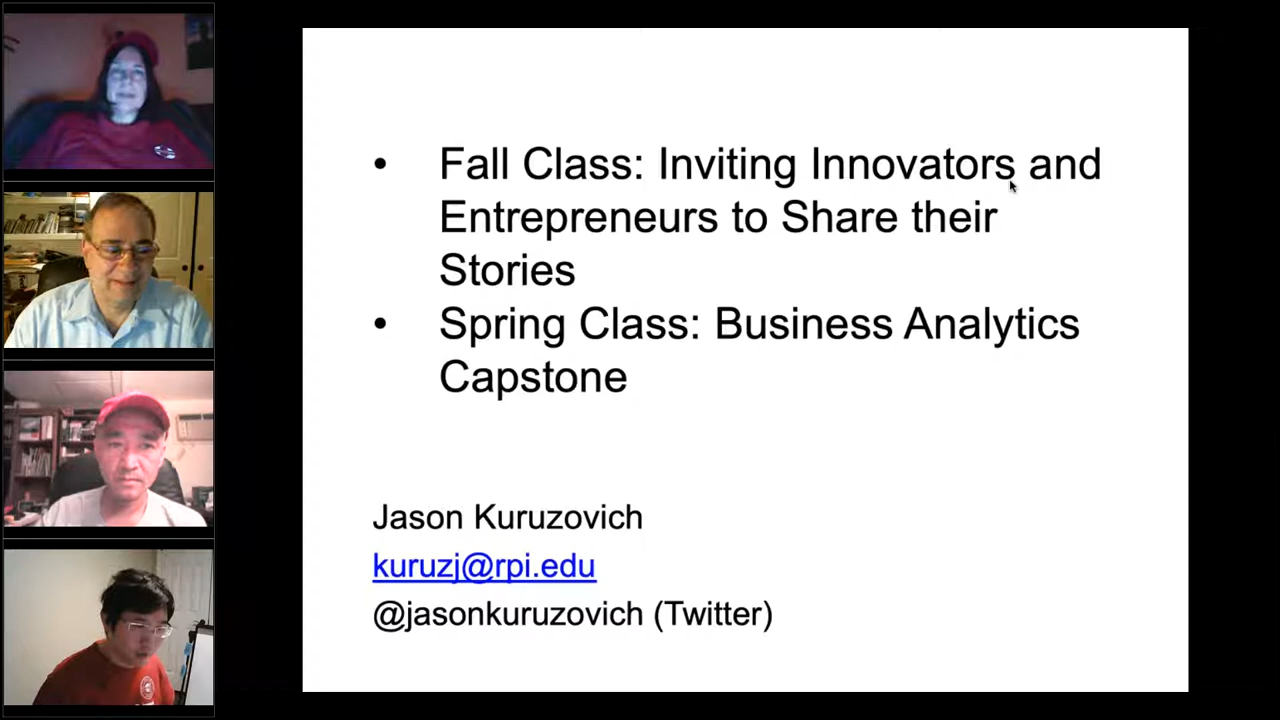 • Fall Class: Inviting Innovators and
Entrepreneurs to Share their
Stories
• Spring Class: Business Analytics
Capstone
Jason Kuruzovich
kuruzj@rpi.edu
@jasonkuruzovich (Twitter)